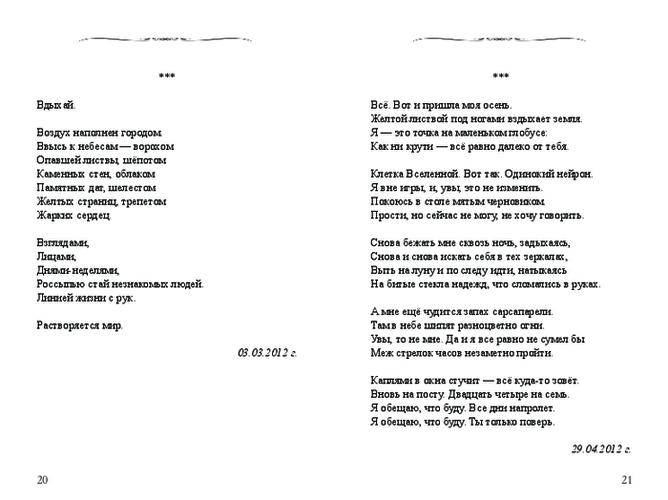 ***
Вдыхай.
Воздух наполнен городом.
Ввысь к небесам — ворохом
Опавшей листвы, шёпотом
Каменных стен, облаком
Памятных дат, шелестом
Желтых страниц, трепетом
Жарких сердец.
Взглядами,
Лицами,
Днями-неделями,
Россыпью стай незнакомых людей.
Линией жизни с рук.
Растворяется мир.
03.03.2012 г.
20
***
Всё. Вот и пришла моя осень.
Желтой листвой под ногами вздыхает земля.
Я — это точка на маленьком глобусе:
Как ни крути — всё равно далеко от тебя.
Клетка Вселенной. Вот так. Одинокий нейрон.
Я вне игры, и, увы, это не изменить.
Покоюсь в столе мятым черновиком.
Прости, но сейчас не могу, не хочу говорить.
Снова бежать мне сквозь ночь, задыхаясь,
Снова и снова искать себя в тех зеркалах,
Выть на луну и по следу идти, натыкаясь
На битые стекла надежд, что сломались в руках.
А мне ещё чудится запах сарсапарели.
Там в небе шипят разноцветно огни.
Увы, то не мне. Да и я все равно не сумел бы
Меж стрелок часов незаметно пройти.
Каплями в окна стучит — всё куда-то зовёт.
Вновь на посту. Двадцать четыре на семь.
Я обещаю, что буду. Все дни напролет.
Я обещаю, что буду. Ты только поверь.
29.04.2012 г.
21